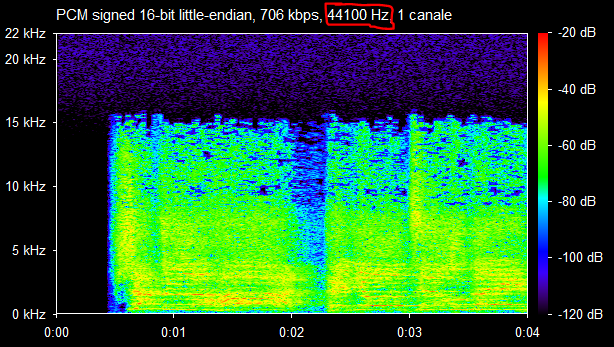 PCM signed 16-bit little-endian, 706 kbps, 44100 Hz, 1 canale
22 kHz
20 kHz
15 kHz
10 kHz
5 kHz
0 kHz
0:00 0:01 0:02 0:03 0:04
-20 dB
-40 dB
-60 dB
-80 dB
-100 dB
-120 dB